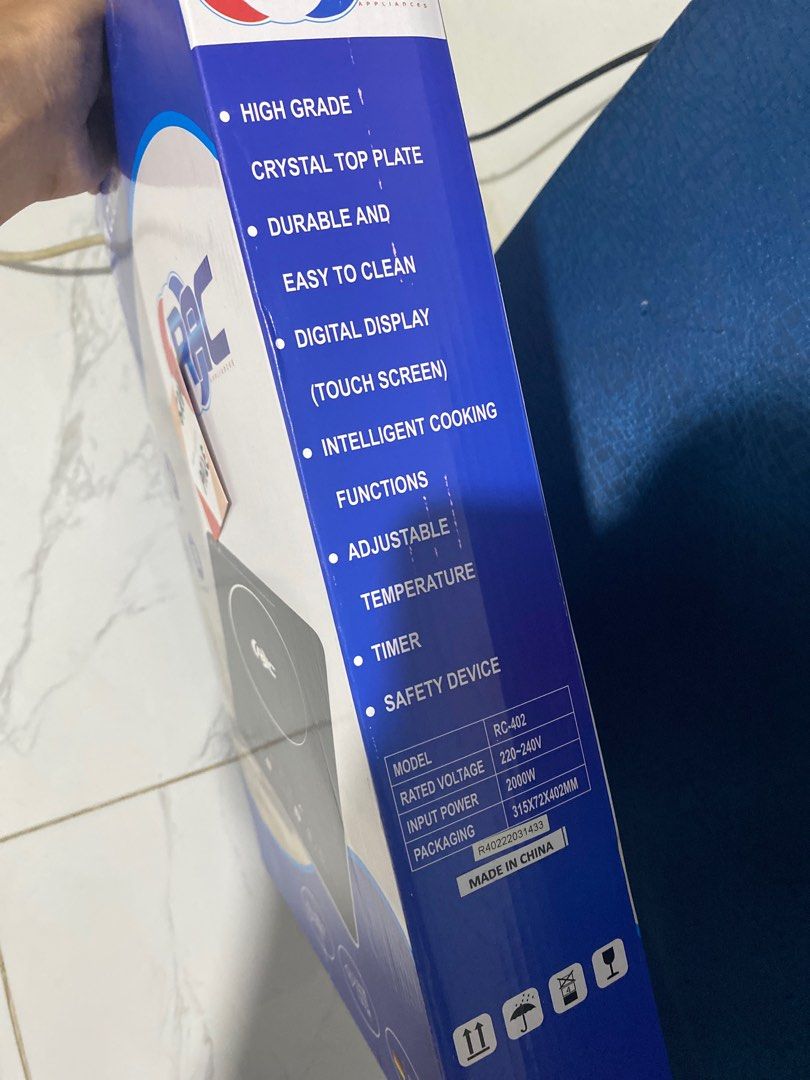 APPLIANCES
• HIGH GRADE
CRYSTAL TOP PLATE
• DURABLE AND
EASY TO CLEAN
• DIGITAL DISPLAY
(TOUCH SCREEN)
• INTELLIGENT COOKING
FUNCTIONS
• ADJUSTABLE
TEMPERATURE
• TIMER
• SAFETY DEVICE
MODEL RC-402
RATED VOLTAGE 220~240V
INPUT POWER 2000W
PACKAGING 315X72X402MM
R40222031433
MADE IN CHINA
4
RAC